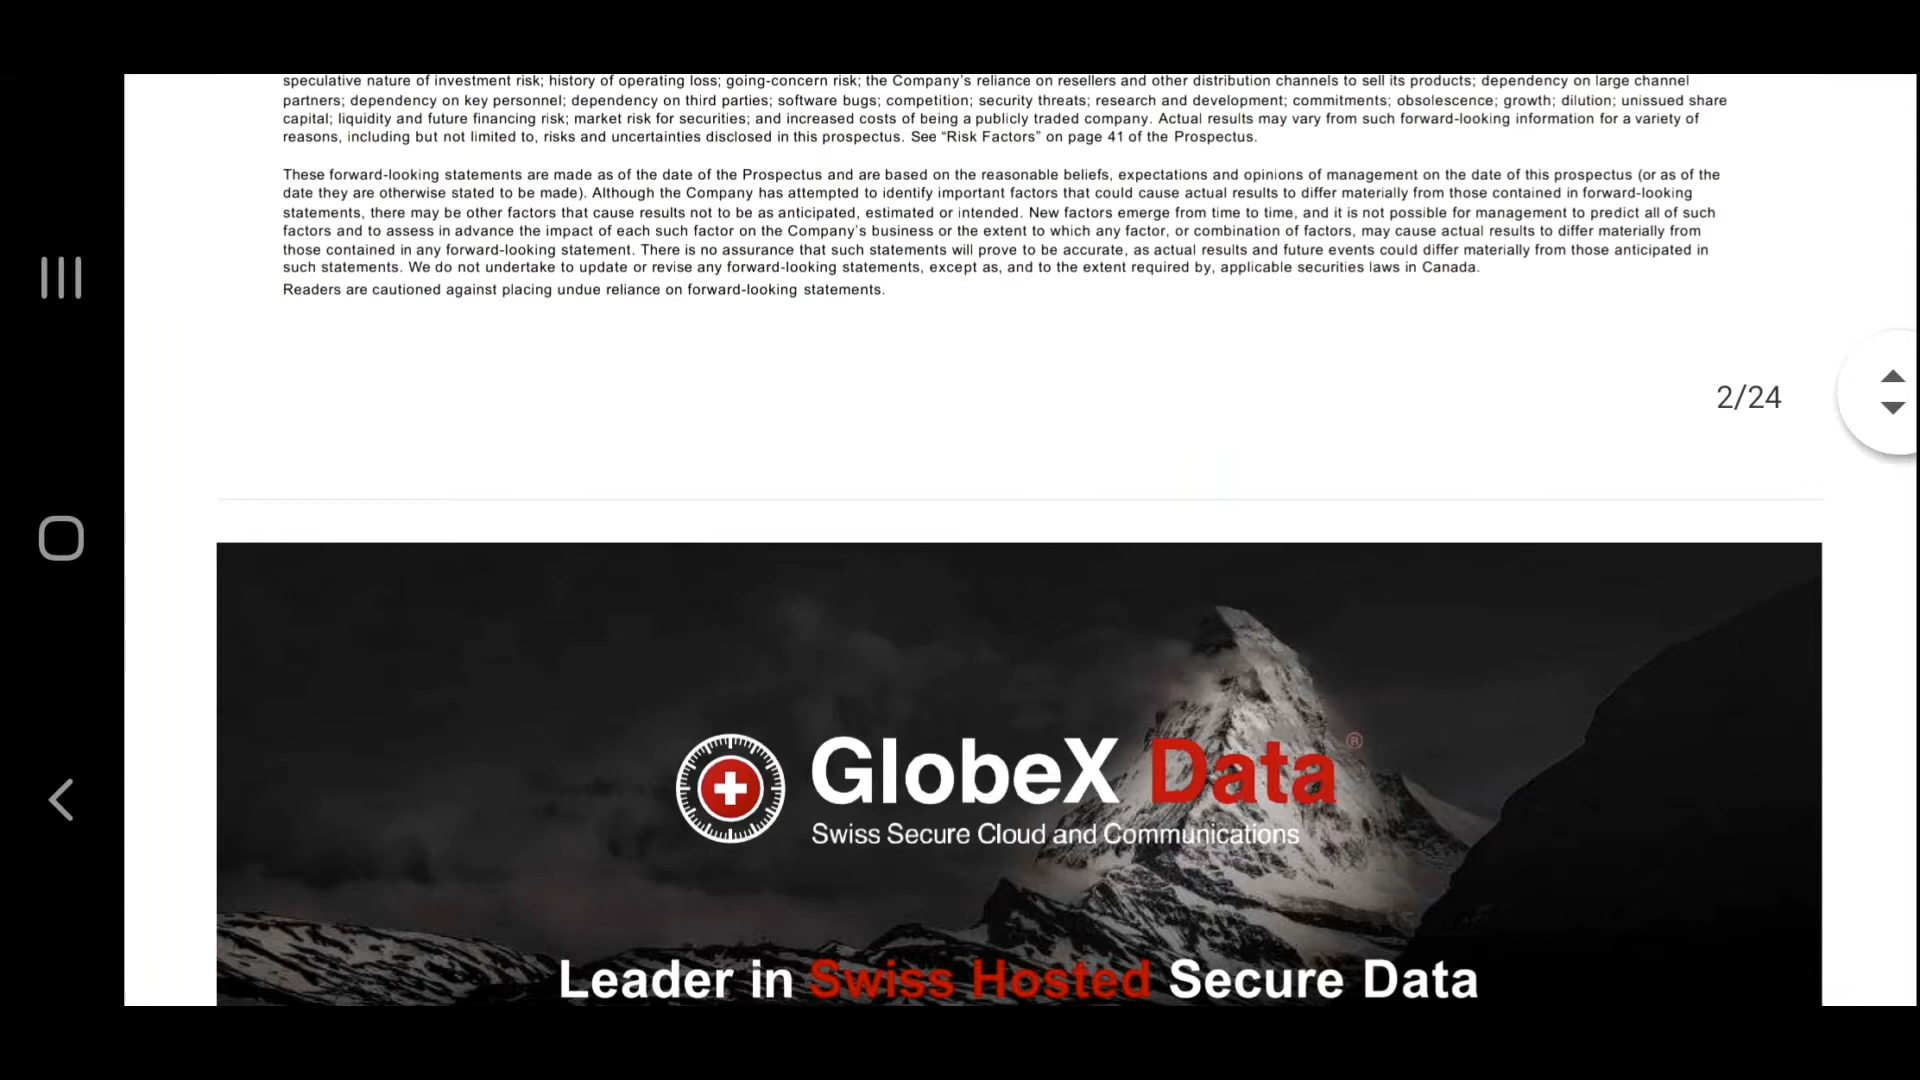 speculative nature of investment risk; history of operating loss; going-concern risk; the Company's reliance on resellers and other distribution channels to sell its products; dependency on large channel
partners; dependency on key personnel; dependency on third parties; software bugs; competition; security threats; research and development; commitments; obsolescence; growth; dilution; unissued share
capital; liquidity and future financing risk; market risk for securities; and increased costs of being a publicly traded company. Actual results may vary from such forward-looking information for a variety of
reasons, including but not limited to, risks and uncertainties disclosed in this prospectus. See “Risk Factors” on page 41 of the Prospectus.
These forward-looking statements are made as of the date of the Prospectus and are based on the reasonable beliefs, expectations and opinions of management on the date of this prospectus (or as of the
date they are otherwise stated to be made). Although the Company has attempted to identify important factors that could cause actual results to differ materially from those contained in forward-looking
statements, there may be other factors that cause results not to be as anticipated, estimated or intended. New factors emerge from time to time, and it is not possible for management to predict all of such
factors and to assess in advance the impact of each such factor on the Company's business or the extent to which any factor, or combination of factors, may cause actual results to differ materially from
those contained in any forward-looking statement. There is no assurance that such statements will prove to be accurate, as actual results and future events could differ materially from those anticipated in
such statements. We do not undertake to update or revise any forward-looking statements, except as, and to the extent required by, applicable securities laws in Canada.
Readers are cautioned against placing undue reliance on forward-looking statements.
2/24
GlobeX Data®
Swiss Secure Cloud and Communications
Leader in Swiss Hosted Secure Data